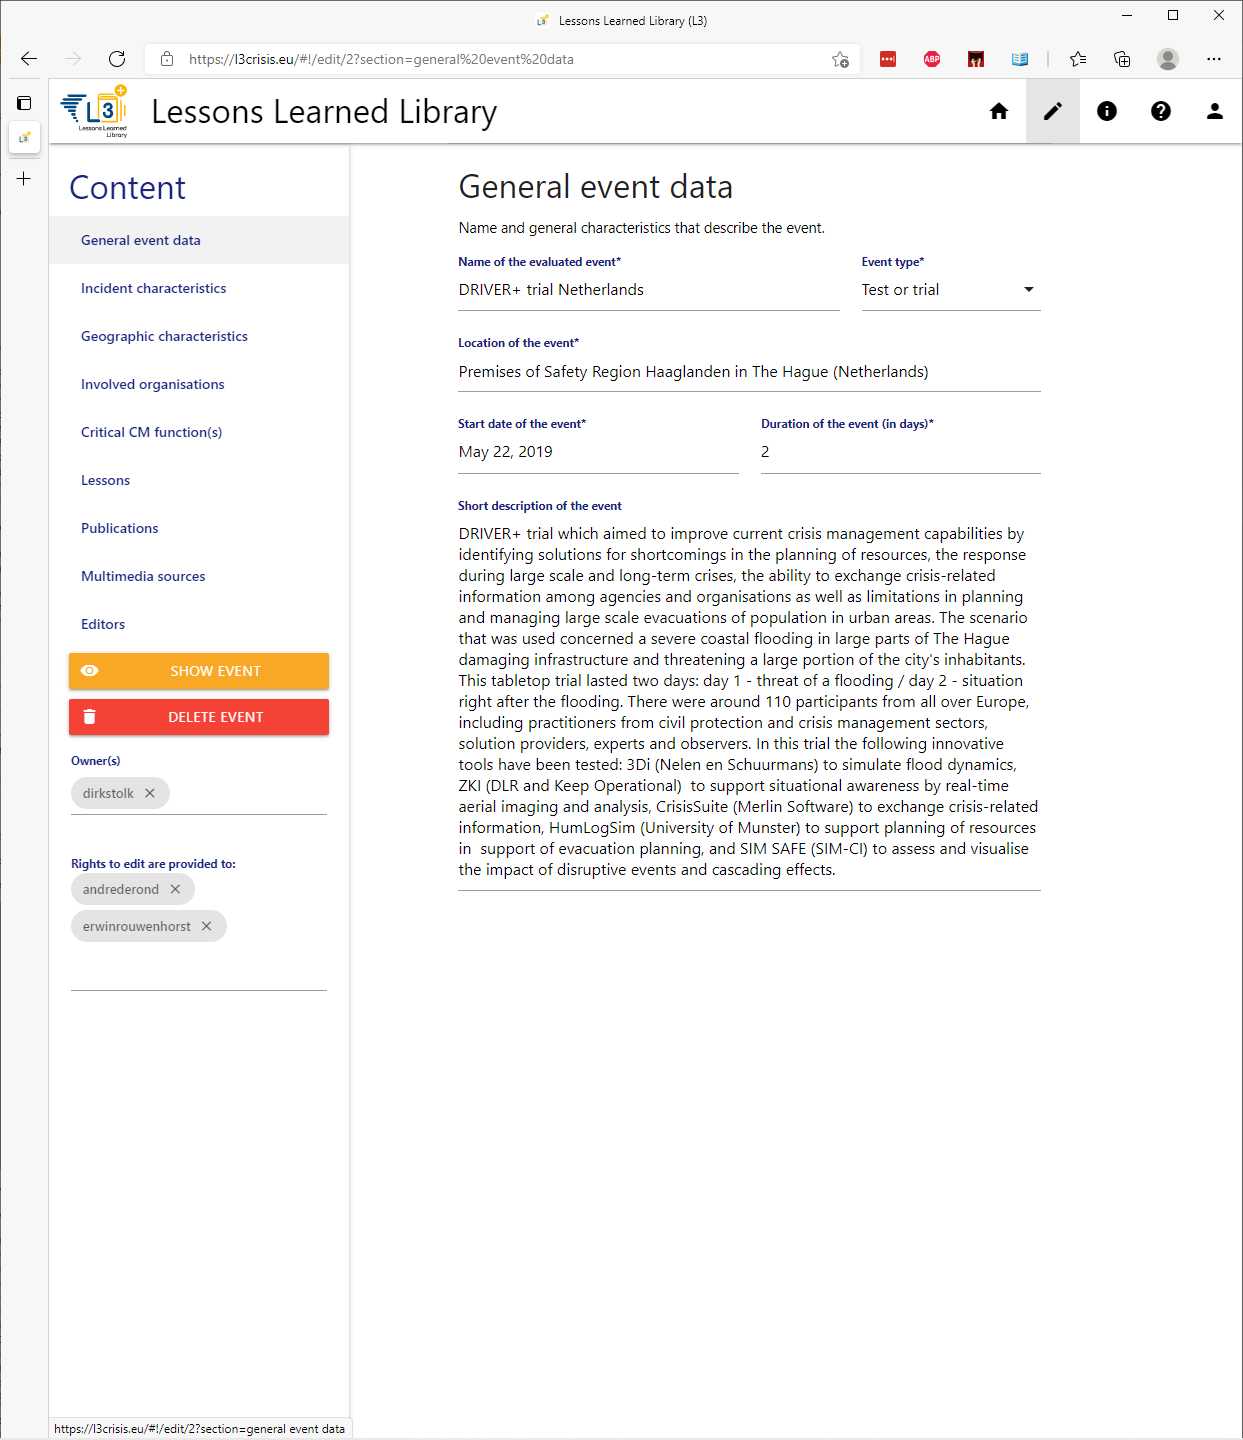 Lessons Learned Library (L3)
https://l3crisis.eu/#!/edit/2?section=general%20event%20data
ABP
L3
Lessons Learned
Library
Lessons Learned Library
L3
Content
General event data
Incident characteristics
Geographic characteristics
Involved organisations
Critical CM function(s)
Lessons
Publications
Multimedia sources
Editors
SHOW EVENT
DELETE EVENT
Owner(s)
dirkstolk
Rights to edit are provided to:
andrederond
erwinrouwenhorst
General event data
Name and general characteristics that describe the event.
Name of the evaluated event*
Event type*
DRIVER+ trial Netherlands
Test or trial
Location of the event*
Premises of Safety Region Haaglanden in The Hague (Netherlands)
Start date of the event*
Duration of the event (in days)*
May 22, 2019
2
Short description of the event
DRIVER+ trial which aimed to improve current crisis management capabilities by
identifying solutions for shortcomings in the planning of resources, the response
during large scale and long-term crises, the ability to exchange crisis-related
information among agencies and organisations as well as limitations in planning
and managing large scale evacuations of population in urban areas. The scenario
that was used concerned a severe coastal flooding in large parts of The Hague
damaging infrastructure and threatening a large portion of the city's inhabitants.
This tabletop trial lasted two days: day 1 - threat of a flooding / day 2 - situation
right after the flooding. There were around 110 participants from all over Europe,
including practitioners from civil protection and crisis management sectors,
solution providers, experts and observers. In this trial the following innovative
tools have been tested: 3Di (Nelen en Schuurmans) to simulate flood dynamics,
ZKI (DLR and Keep Operational)  to support situational awareness by real-time
aerial imaging and analysis, CrisisSuite (Merlin Software) to exchange crisis-related
information, HumLogSim (University of Munster) to support planning of resources
in  support of evacuation planning, and SIM SAFE (SIM-CI) to assess and visualise
the impact of disruptive events and cascading effects.
https://l3crisis.eu/#!/edit/2?section=general event data